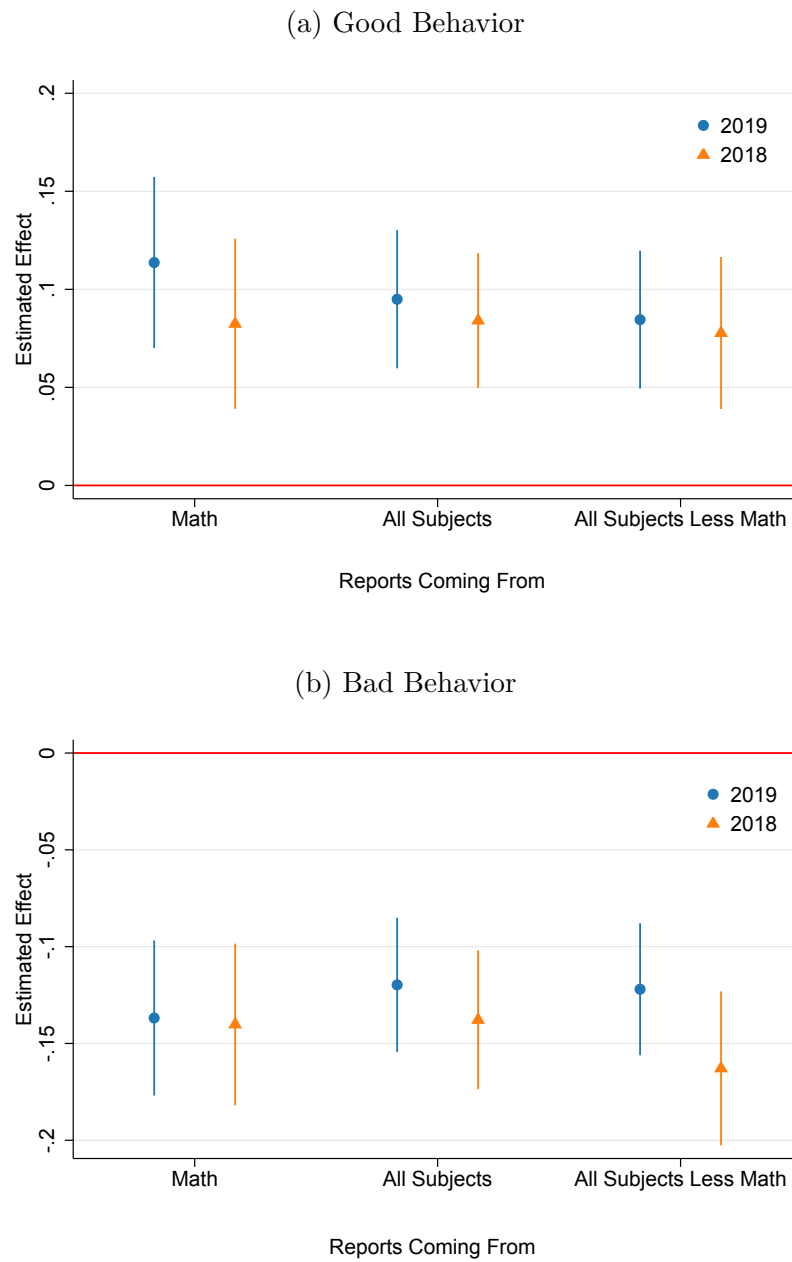 (a) Good Behavior
.2
2019
2018
.15
.1
.05
0
Estimated Effect
Math
All Subjects
All Subjects Less Math
Reports Coming From
(b) Bad Behavior
0
2019
2018
-.05
-.1
-.15
-.2
Estimated Effect
Math
All Subjects
All Subjects Less Math
Reports Coming From